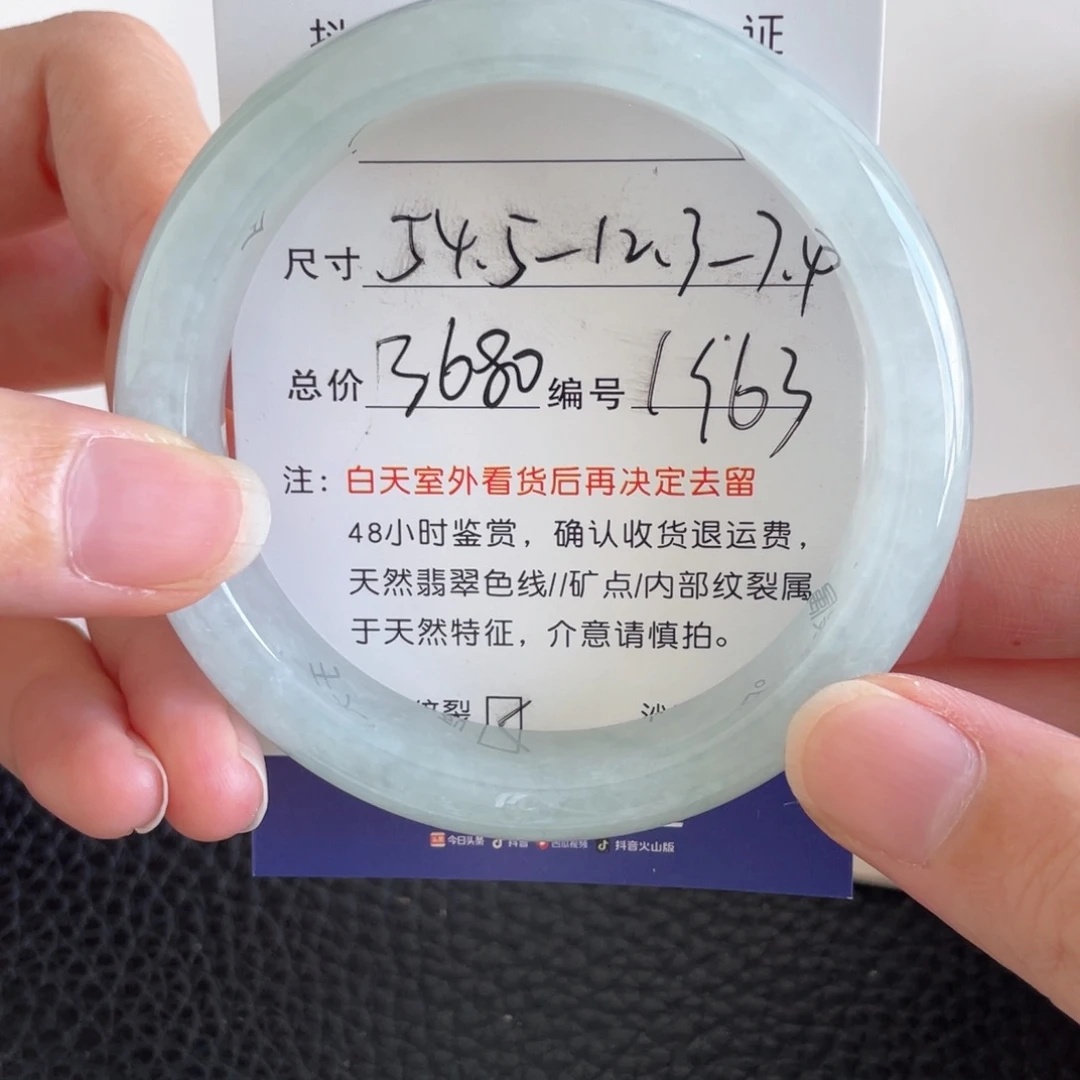 证
尺寸 54.5-12.3-7.4
总价 3680 编号 1463
注：白天室外看货后再决定去留
48小时鉴赏，确认收货退运费，
天然翡翠色线//矿点/内部纹裂属
于天然特征，介意请慎拍。
纹裂
今日头条 抖音 西瓜视频 抖音火山版